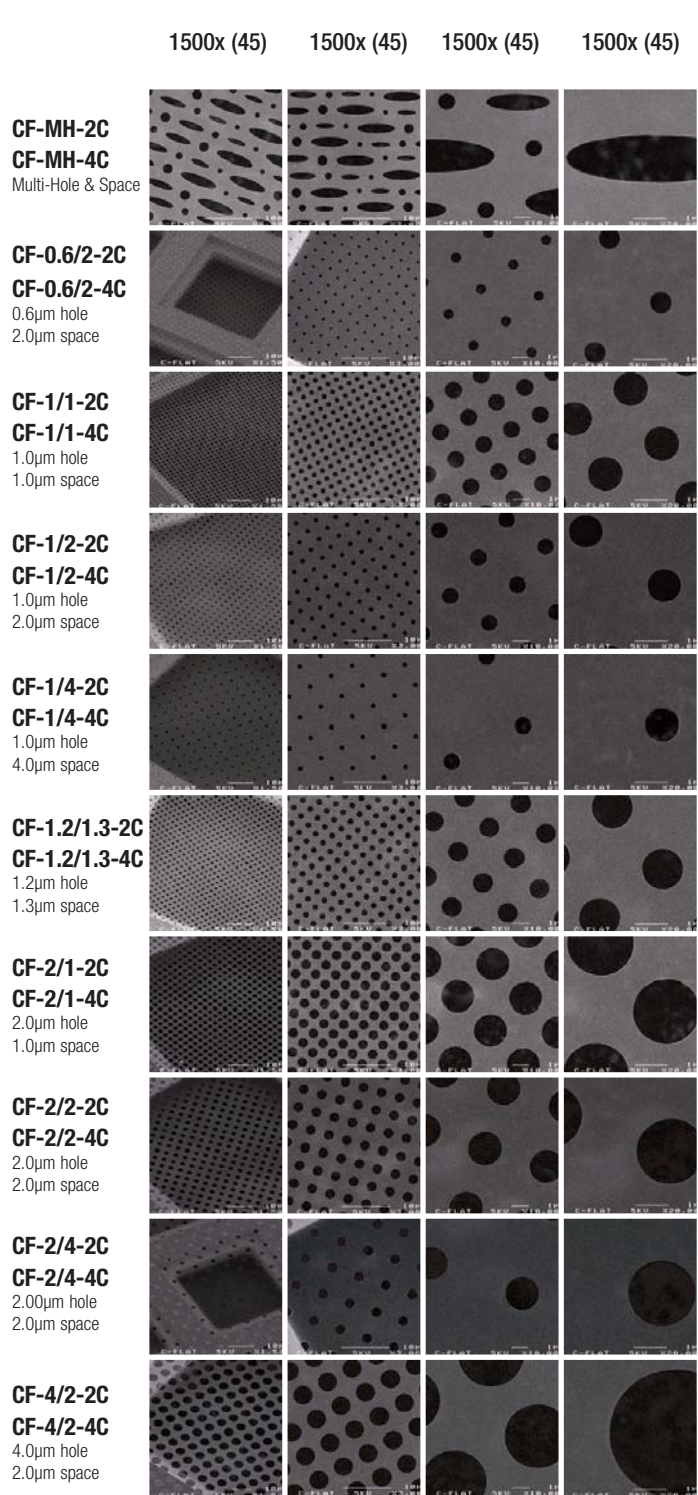 1500x (45) 1500x (45) 1500x (45) 1500x (45)
CF-MH-2C
CF-MH-4C
Multi-Hole & Space
CF-0.6/2-2C
CF-0.6/2-4C
0.6µm hole
2.0µm space
C-FLAT 5KV
CF-1/1-2C
CF-1/1-4C
1.0µm hole
1.0µm space
CF-1/2-2C
CF-1/2-4C
1.0µm hole
2.0µm space
CF-1/4-2C
CF-1/4-4C
1.0µm hole
4.0µm space
CF-1.2/1.3-2C
CF-1.2/1.3-4C
1.2µm hole
1.3µm space
CF-2/1-2C
CF-2/1-4C
2.0µm hole
1.0µm space
CF-2/2-2C
CF-2/2-4C
2.0µm hole
2.0µm space
CF-2/4-2C
CF-2/4-4C
2.00µm hole
2.0µm space
C-FLAT 5KV
CF-4/2-2C
CF-4/2-4C
4.0µm hole
2.0µm space